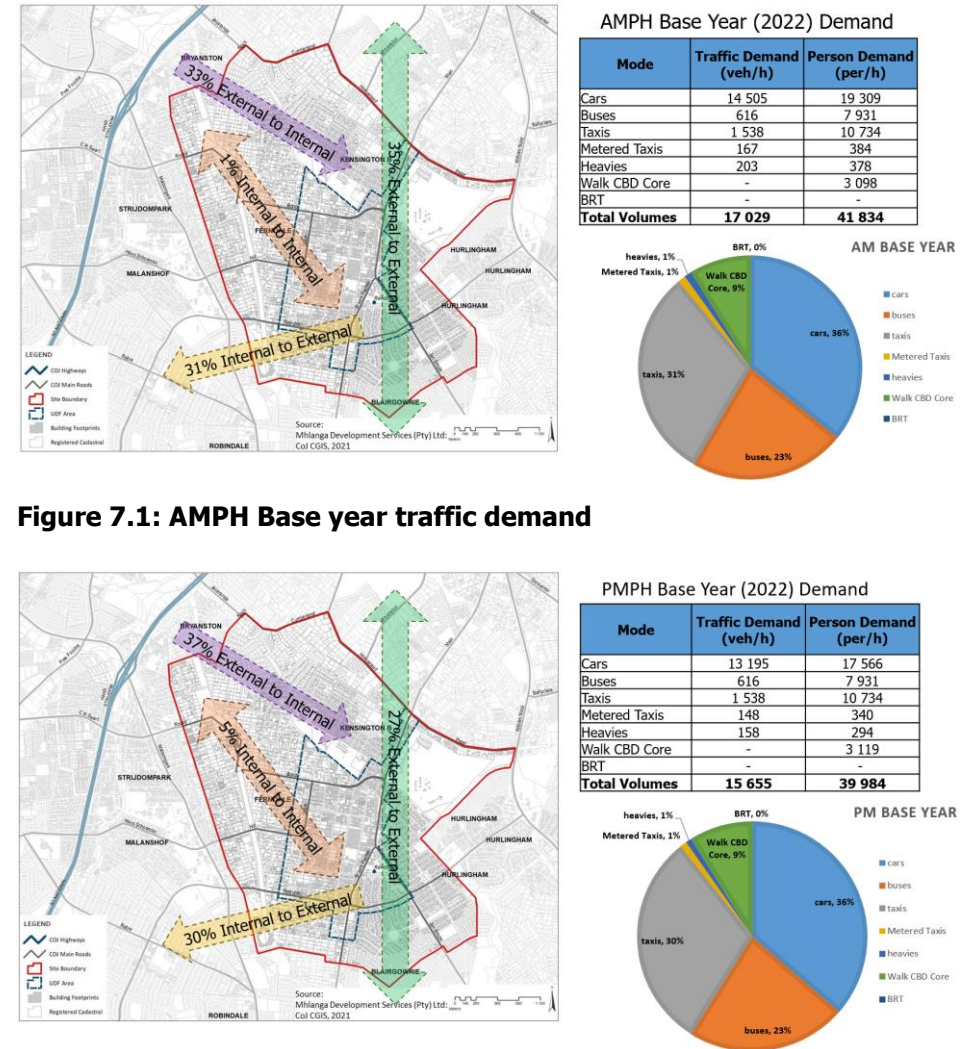 AMPH Base Year (2022) Demand
Mode Traffic Demand (veh/h) Person Demand (per/h)
Cars 14 505 19 309
Buses 616 7 931
Taxis 1 538 10 734
Metered Taxis 167 384
Heavies 203 378
Walk CBD Core - 3 098
BRT - -
Total Volumes 17 029 41 834
BRYANSTON
33% External to Internal
KENSINGTON B
35% External to External
1% Internal to Internal
STRIJDOMPARK
HURLINGHAM
HURLINGHAM
MALANSHOF
HURLINGHAM
31% Internal to External
BLAIRGOWRIE
ROBINDALE
LEGEND
COJ Highways
COJ Main Roads
Site Boundary
UDF Area
Building Footprints
Registered Cadastral
Source:
Mhlanga Development Services (Pty) Ltd:
CoJ CGIS, 2021
AM BASE YEAR
BRT, 0%
heavies, 1%
Metered Taxis, 1%
Walk CBD
Core, 9%
cars, 36%
taxis, 31%
buses, 23%
cars
buses
taxis
Metered Taxis
heavies
Walk CBD Core
BRT
Figure 7.1: AMPH Base year traffic demand
PMPH Base Year (2022) Demand
Mode Traffic Demand (veh/h) Person Demand (per/h)
Cars 13 195 17 566
Buses 616 7 931
Taxis 1 538 10 734
Metered Taxis 148 340
Heavies 158 294
Walk CBD Core - 3 119
BRT - -
Total Volumes 15 655 39 984
37% External to Internal
KENSINGTON B
27% External to External
5% Internal to Internal
STRIJDOMPARK
HURLINGHAM
HURLINGHAM
MALANSHOF
30% Internal to External
BLAIRGOWRIE
ROBINDALE
LEGEND
COJ Highways
COJ Main Roads
Site Boundary
UDF Area
Building Footprints
Registered Cadastral
Source:
Mhlanga Development Services (Pty) Ltd:
CoJ CGIS, 2021
PM BASE YEAR
BRT, 0%
heavies, 1%
Metered Taxis, 1%
Walk CBD
Core, 9%
cars, 36%
taxis, 30%
buses, 23%
cars
buses
taxis
Metered Taxis
heavies
Walk CBD Core
BRT